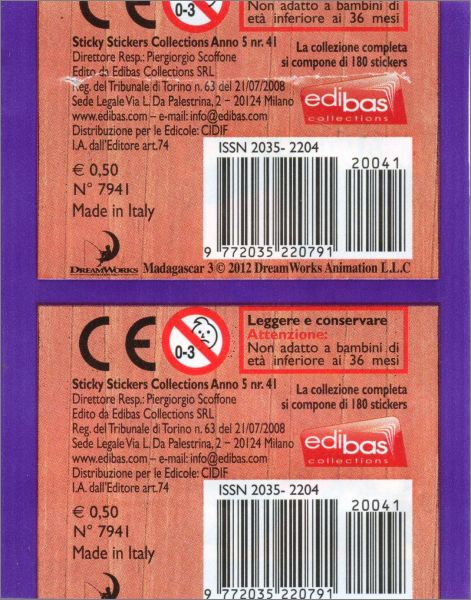 0-3
Non adatto a bambini di
età inferiore ai 36 mesi
Sticky Stickers Collections Anno 5 nr. 41
Direttore Resp.: Piergiorgio Scoffone
Edito da Edibas Collections SRL
Reg. del Tribunale di Torino n. 63 del 21/07/2008
Sede Legale Via L. Da Palestrina, 2 - 20124 Milano
www.edibas.com – e-mail: info@edibas.com
Distribuzione per le Edicole: CIDIF
I.A. dall'Editore art.74
La collezione completa
si compone di 180 stickers
edibas
collections
€ 0,50
N° 7941
Made in Italy
ISSN 2035- 2204
20041
9 772035 220791
DREAMWORKS Madagascar 3 © 2012 DreamWorks Animation L.L.C
CE
0-3
Leggere e conservare
Attenzione:
Non adatto a bambini di
età inferiore ai 36 mesi
Sticky Stickers Collections Anno 5 nr. 41
Direttore Resp.: Piergiorgio Scoffone
Edito da Edibas Collections SRL
Reg. del Tribunale di Torino n. 63 del 21/07/2008
Sede Legale Via L. Da Palestrina, 2 - 20124 Milano
www.edibas.com – e-mail: info@edibas.com
Distribuzione per le Edicole: CIDIF
I.A. dall'Editore art.74
La collezione completa
si compone di 180 stickers
edibas
collections
€ 0,50
N° 7941
Made in Italy
ISSN 2035- 2204
20041